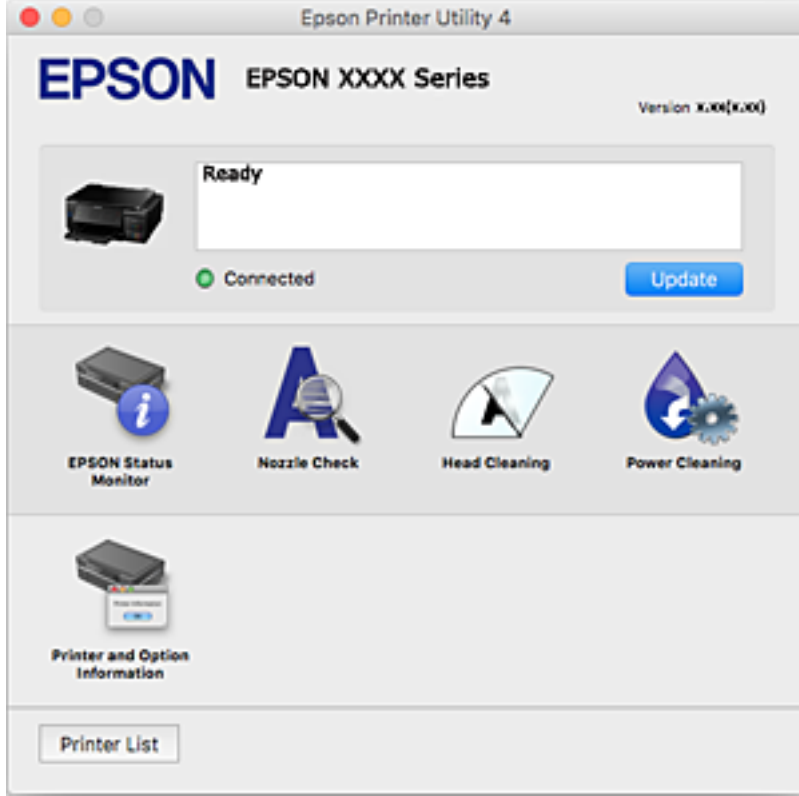 Epson Printer Utility 4
EPSON
EPSON XXXX Series
Version x.xx(x.xx)
Ready
Connected
Update
EPSON Status
Monitor
Nozzle Check
Head Cleaning
Power Cleaning
Printer and Option
Information
Printer List